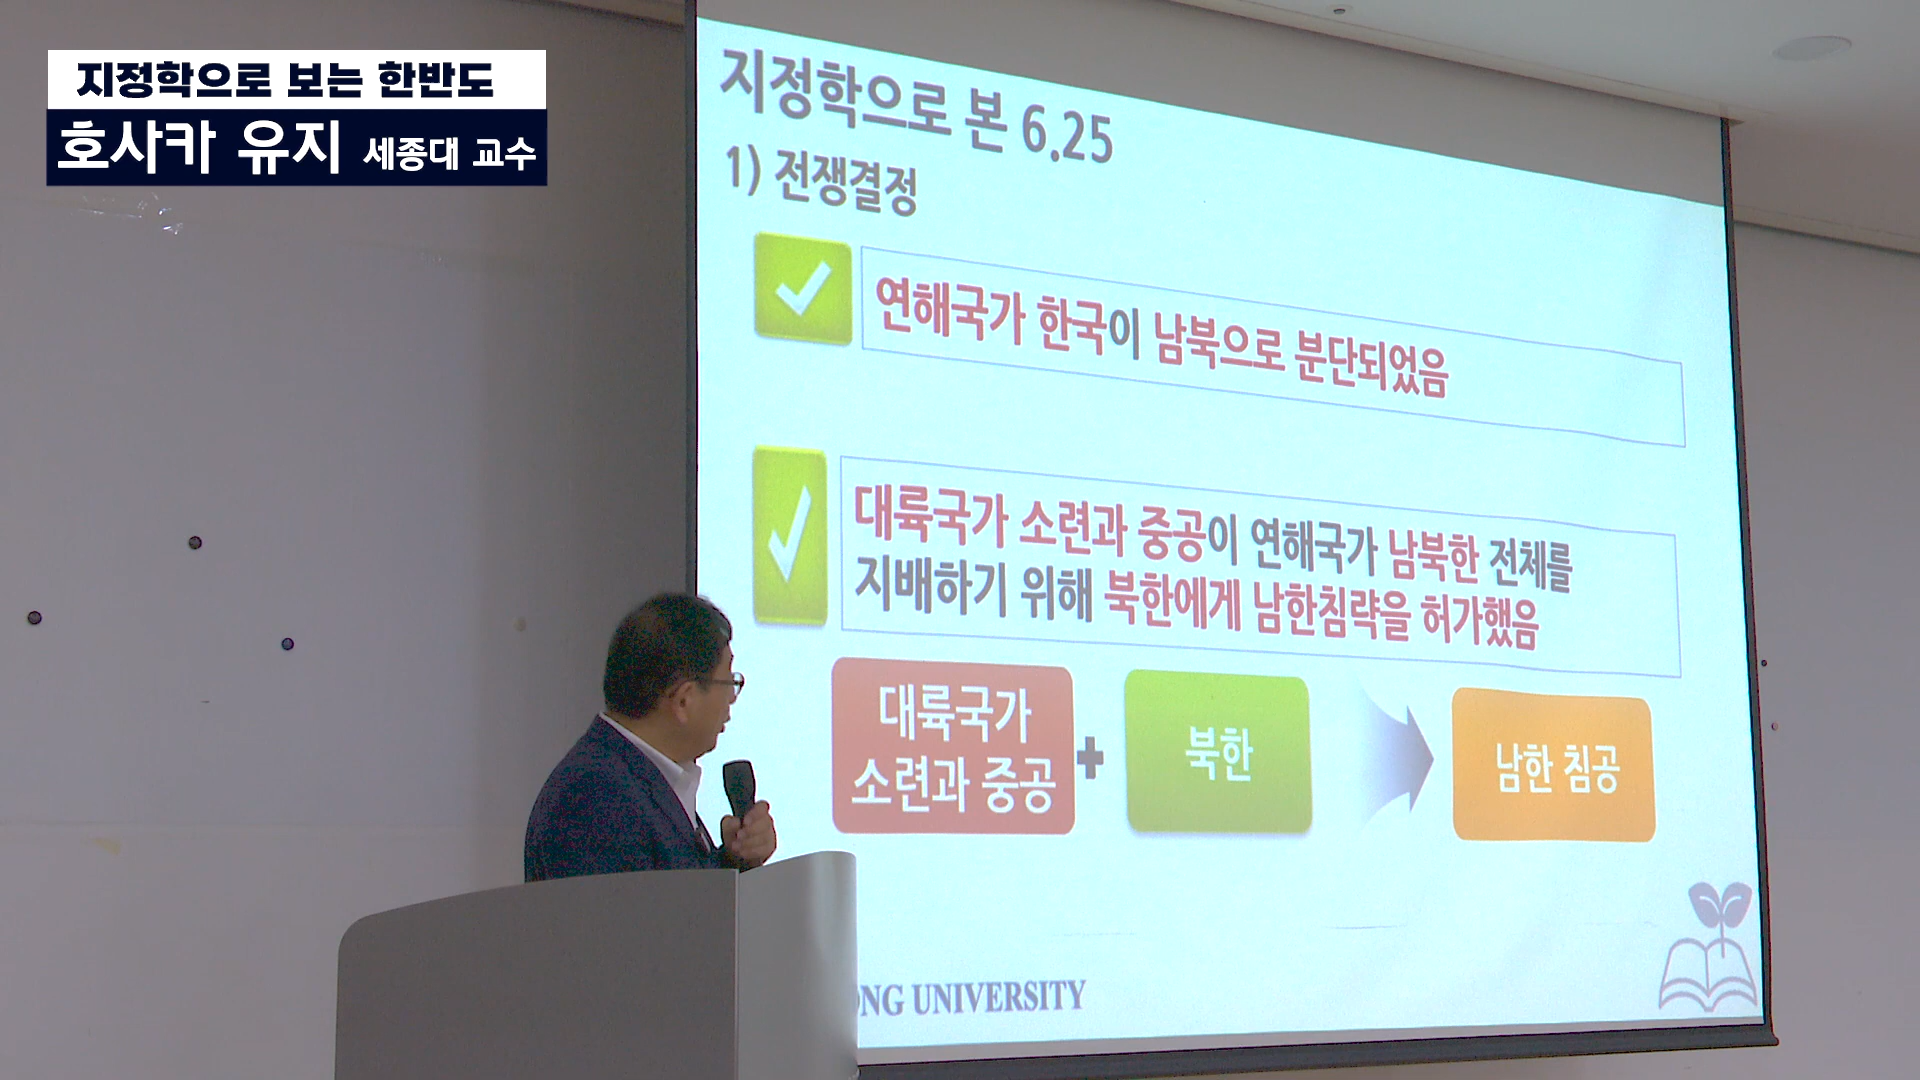 지정학으로 보는 한반도
호사카 유지 세종대 교수
지정학으로 본 6.25
1) 전쟁결정
연해국가 한국이 남북으로 분단되었음
대륙국가 소련과 중공이 연해국가 남북한 전체를
지배하기 위해 북한에게 남한침략을 허가했음
대륙국가
소련과 중공
+
북한
남한 침공
ONG UNIVERSITY